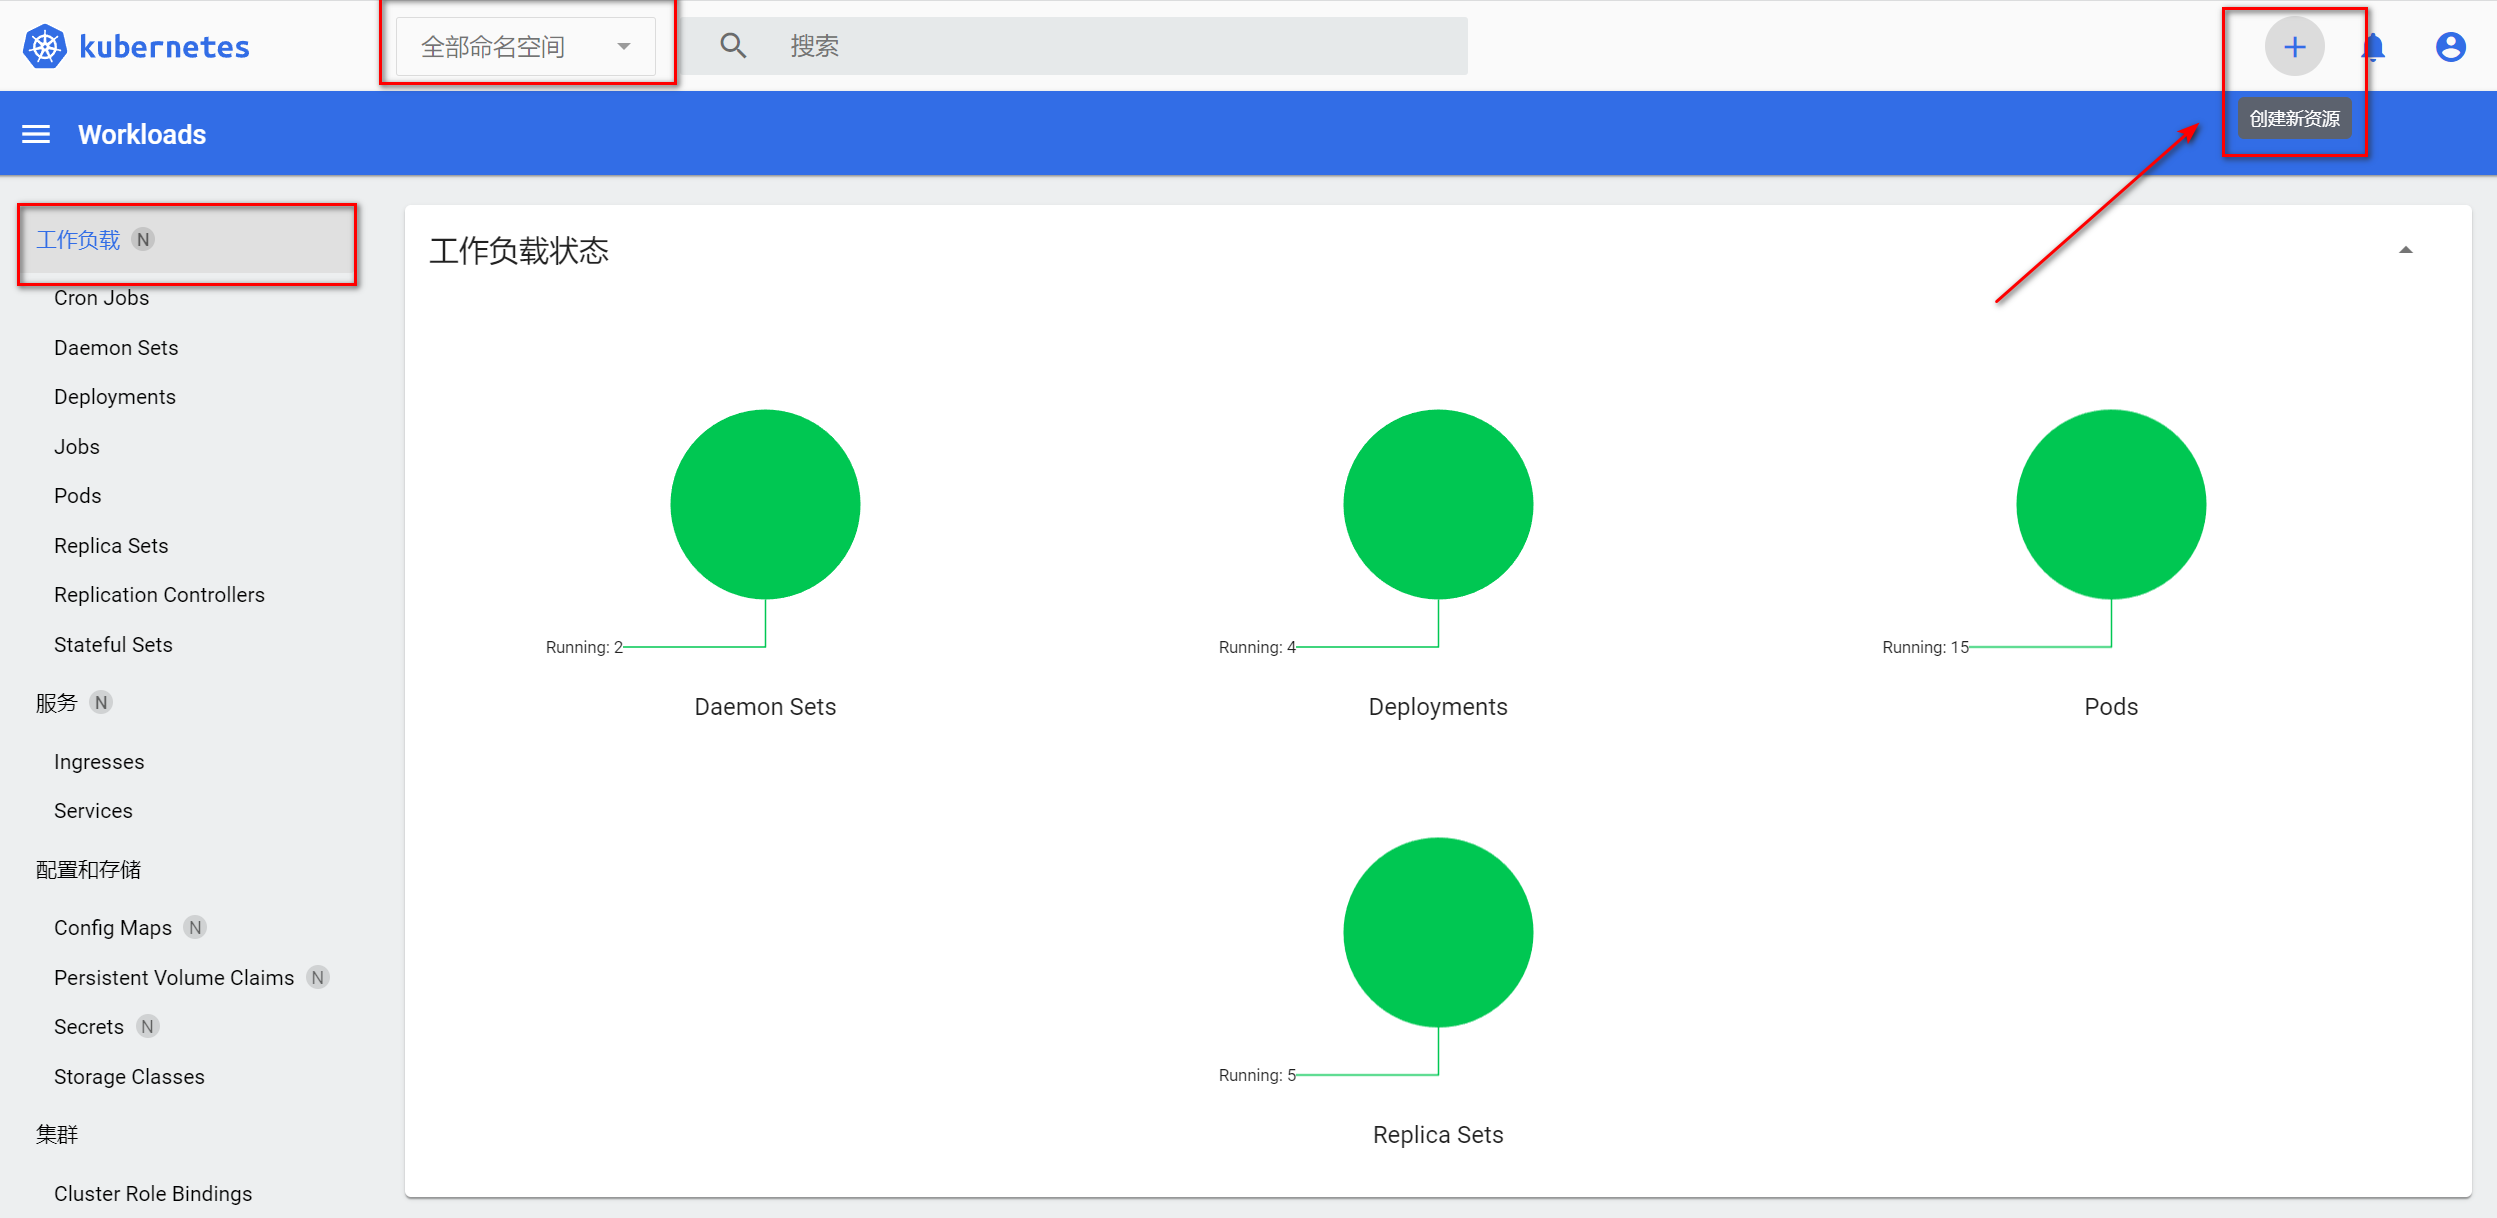 kubernetes
全部命名空间
搜索
创建新资源
Workloads
工作负载 N
Cron Jobs
Daemon Sets
Deployments
Jobs
Pods
Replica Sets
Replication Controllers
Stateful Sets
服务 N
Ingresses
Services
配置和存储
Config Maps N
Persistent Volume Claims N
Secrets N
Storage Classes
集群
Cluster Role Bindings
工作负载状态
Running: 2
Daemon Sets
Running: 4
Deployments
Running: 15
Pods
Running: 5
Replica Sets